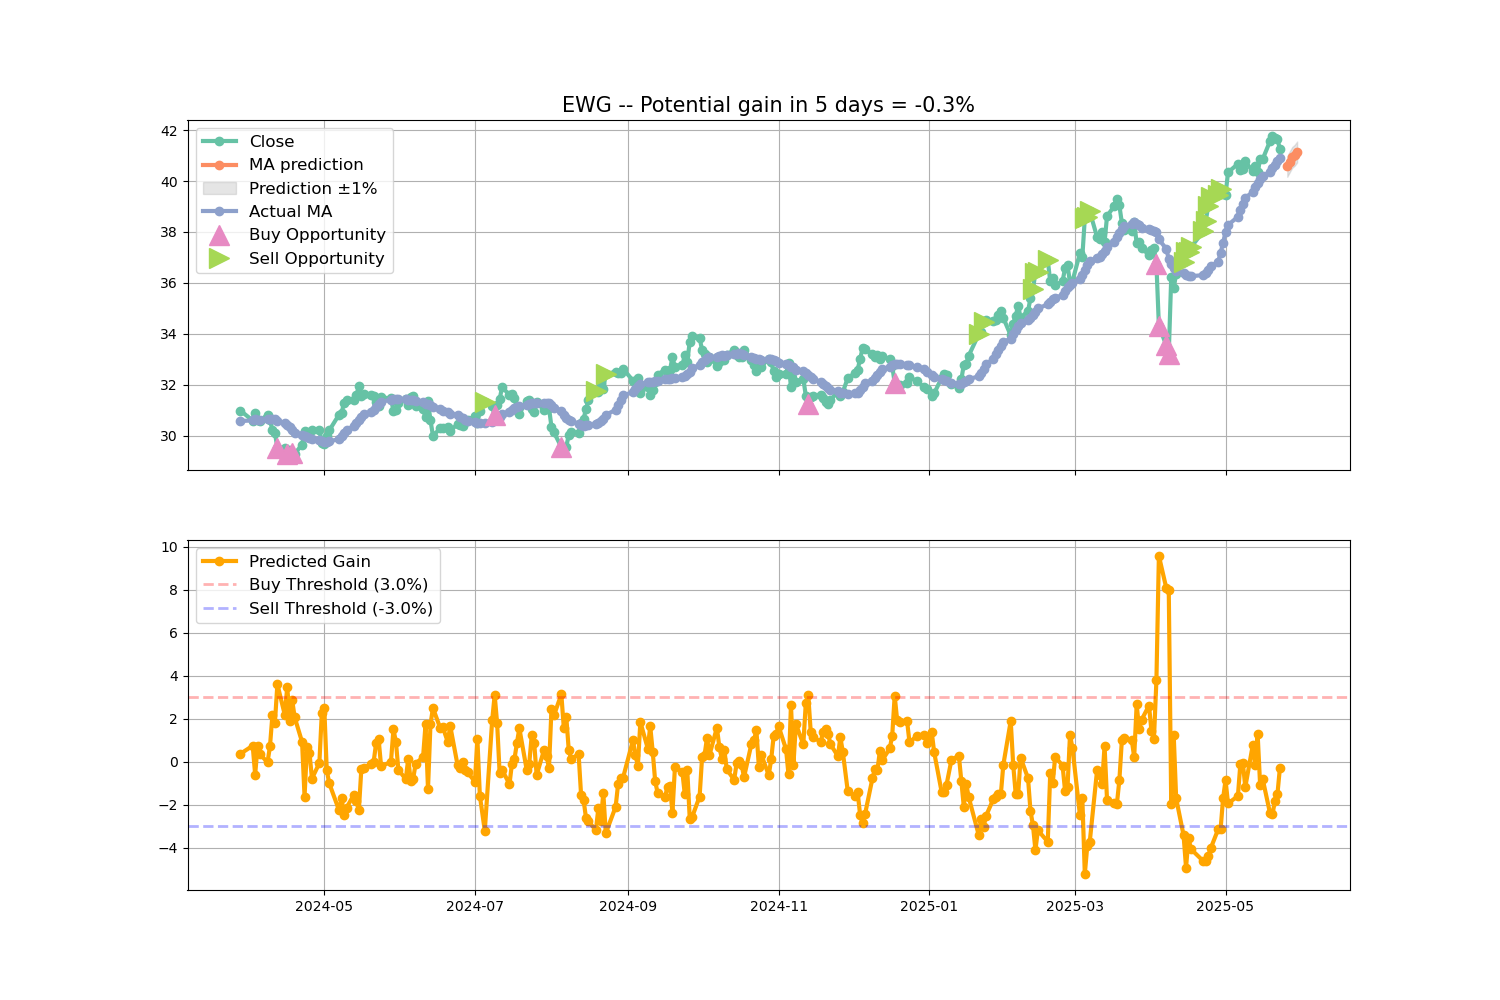 EWG -- Potential gain in 5 days = -0.3%
42
40
38
36
34
32
30
Close
MA prediction
Prediction ±1%
Actual MA
Buy Opportunity
Sell Opportunity
10
8
6
4
2
0
−2
−4
Predicted Gain
Buy Threshold (3.0%)
Sell Threshold (-3.0%)
2024-05
2024-07
2024-09
2024-11
2025-01
2025-03
2025-05